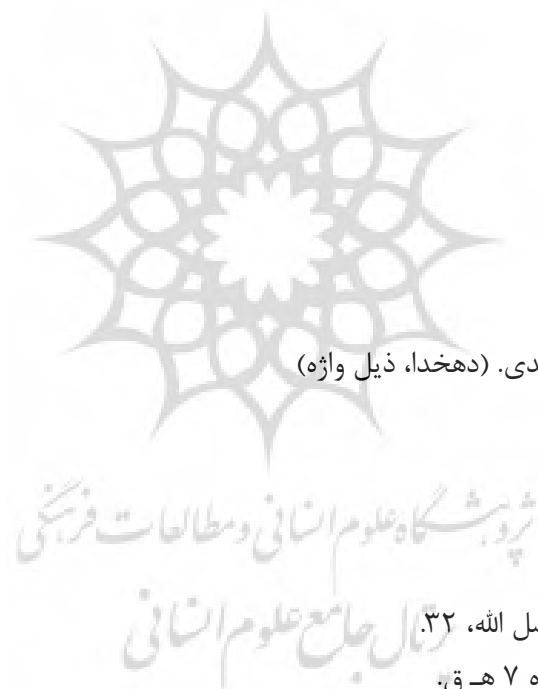 دی. (دهخدا، ذیل واژه)
پژوهشگاه علوم انسانی و مطالعات فرهنگی
الله، ۳۲.
پرتال جامع علوم انسانی
ه ۷ هـ ق.